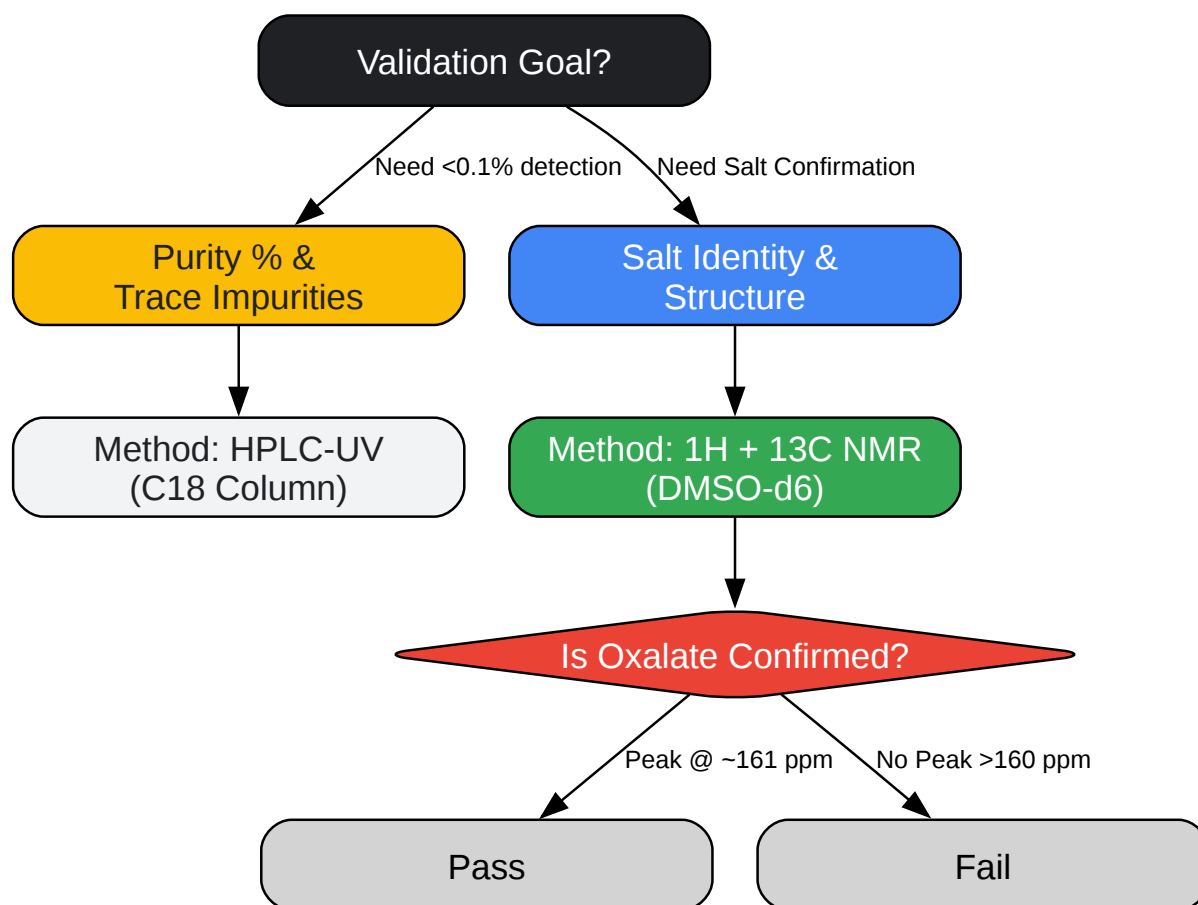 Validation Goal?
Need <0.1% detection
Need Salt Confirmation
Purity % &
Trace Impurities
Salt Identity &
Structure
Method: HPLC-UV
(C18 Column)
Method: 1H + 13C NMR
(DMSO-d6)
Is Oxalate Confirmed?
Peak @ ~161 ppm
No Peak >160 ppm
Pass
Fail